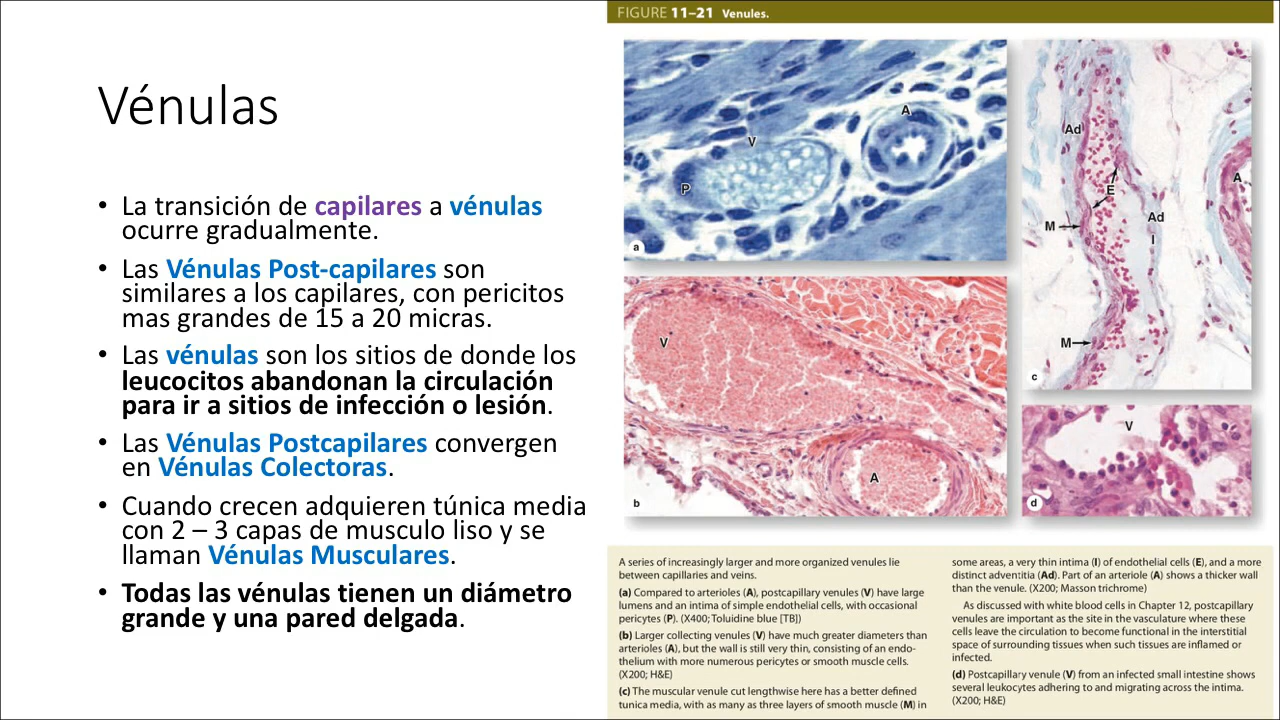 Vénulas
• La transición de capilares a vénulas
ocurre gradualmente.
• Las Vénulas Post-capilares son
similares a los capilares, con pericitos
mas grandes de 15 a 20 micras.
• Las vénulas son los sitios de donde los
leucocitos abandonan la circulación
para ir a sitios de infección o lesión.
• Las Vénulas Postcapilares convergen
en Vénulas Colectoras.
• Cuando crecen adquieren túnica media
con 2 – 3 capas de musculo liso y se
llaman Vénulas Musculares.
• Todas las vénulas tienen un diámetro
grande y una pared delgada.
FIGURE 11–21 Venules.
A
V
P
a
V
A
b
Ad
E
A
M
Ad
I
M
c
V
d
A series of increasingly larger and more organized venules lie
between capillaries and veins.
(a) Compared to arterioles (A), postcapillary venules (V) have large
lumens and an intima of simple endothelial cells, with occasional
pericytes (P). (X400; Toluidine blue [TB])
(b) Larger collecting venules (V) have much greater diameters than
arterioles (A), but the wall is still very thin, consisting of an endo-
thelium with more numerous pericytes or smooth muscle cells.
(X200; H&E)
(c) The muscular venule cut lengthwise here has a better defined
tunica media, with as many as three layers of smooth muscle (M) in
some areas, a very thin intima (I) of endothelial cells (E), and a more
distinct adventitia (Ad). Part of an arteriole (A) shows a thicker wall
than the venule. (X200; Masson trichrome)
As discussed with white blood cells in Chapter 12, postcapillary
venules are important as the site in the vasculature where these
cells leave the circulation to become functional in the interstitial
space of surrounding tissues when such tissues are inflamed or
infected.
(d) Postcapillary venule (V) from an infected small intestine shows
several leukocytes adhering to and migrating across the intima.
(X200; H&E)